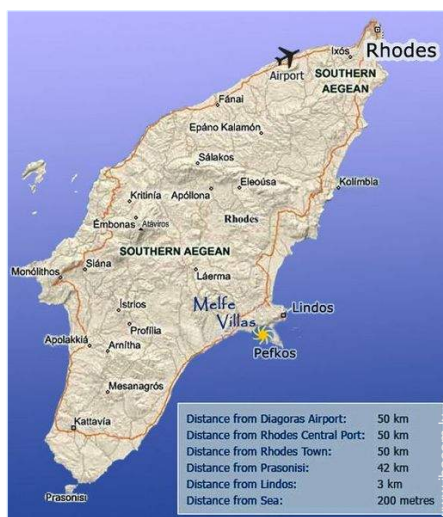 Rhodes
Ixós
Airport
SOUTHERN
AEGEAN
Fánai
Epáno Kalamón
Sálakos
Eleoúsa
Kolímbia
Kritinía
Apóllona
Émbonas
Atáviros
Rhodes
SOUTHERN AEGEAN
Monólithos
Siána
Láerma
Ístrios
Melfe
Villas
Lindos
Profília
Pefkos
Apolakkiá
Arnítha
Mesanagrós
Kattavía
Prasonisi
Distance from Diagoras Airport: 50 km
Distance from Rhodes Central Port: 50 km
Distance from Rhodes Town: 50 km
Distance from Prasonisi: 42 km
Distance from Lindos: 3 km
Distance from Sea: 200 metres